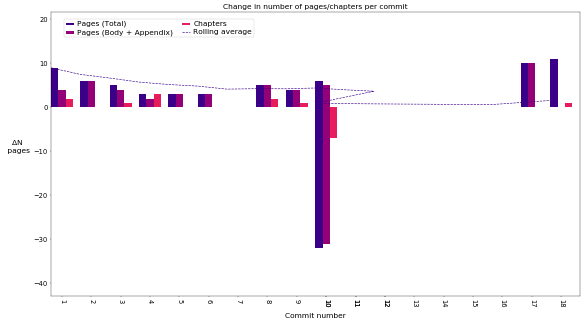 Change in number of pages/chapters per commit
Pages (Total)
Pages (Body + Appendix)
Chapters
Rolling average
20
10
0
−10
−20
−30
−40
ΔN
pages
1 2 3 4 5 6 7 8 9 10 11 12 13 14 15 16 17 18
Commit number